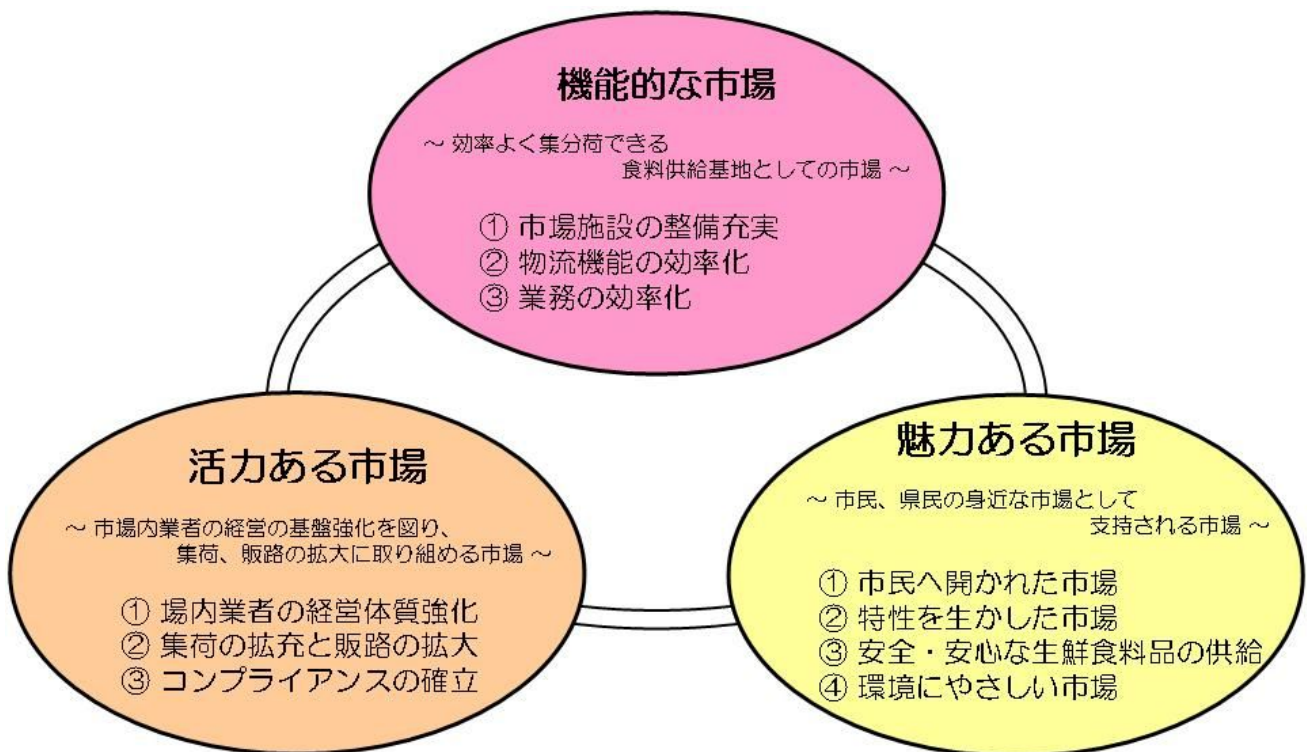 機能的な市場
～ 効率よく集分荷できる
食料供給基地としての市場 ～
① 市場施設の整備充実
② 物流機能の効率化
③ 業務の効率化
活力ある市場
～ 市場内業者の経営の基盤強化を図り、
集荷、販路の拡大に取り組める市場 ～
① 場内業者の経営体質強化
② 集荷の拡充と販路の拡大
③ コンプライアンスの確立
魅力ある市場
～ 市民、県民の身近な市場として
支持される市場 ～
① 市民へ開かれた市場
② 特性を生かした市場
③ 安全・安心な生鮮食料品の供給
④ 環境にやさしい市場